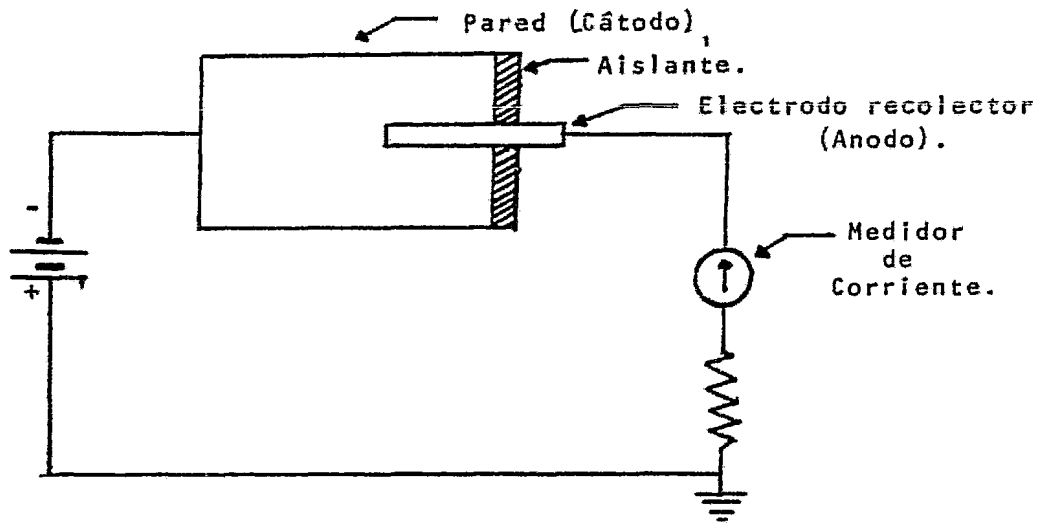 Pared (Cátodo)
Aislante.
Electrodo recolector
(Anodo).
-
+
Medidor
de
Corriente.